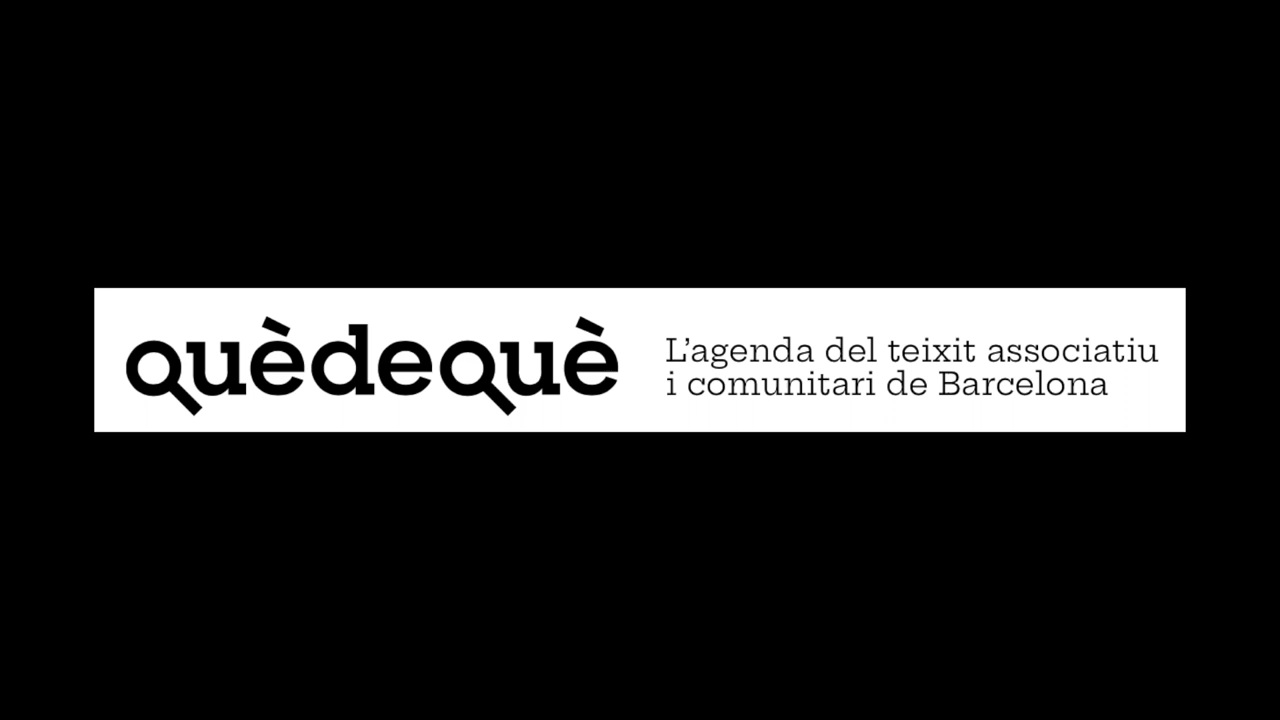 quèdequè
L’agenda del teixit associatiu
i comunitari de Barcelona